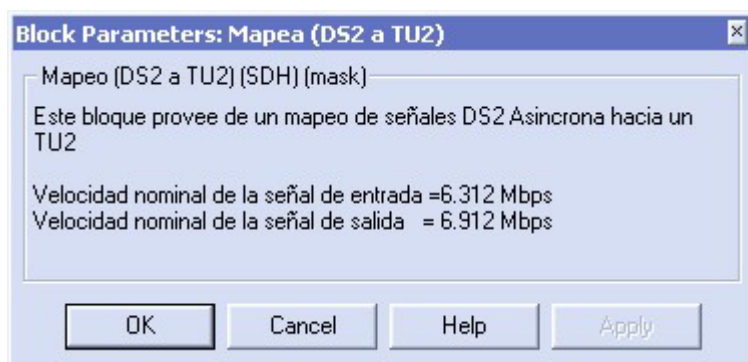 Block Parameters: Mapea (DS2 a TU2)
Mapeo (DS2 a TU2) (SDH) (mask)
Este bloque provee de un mapeo de señales DS2 Asincrona hacia un
TU2
Velocidad nominal de la señal de entrada =6.312 Mbps
Velocidad nominal de la señal de salida = 6.912 Mbps
OK Cancel Help Apply